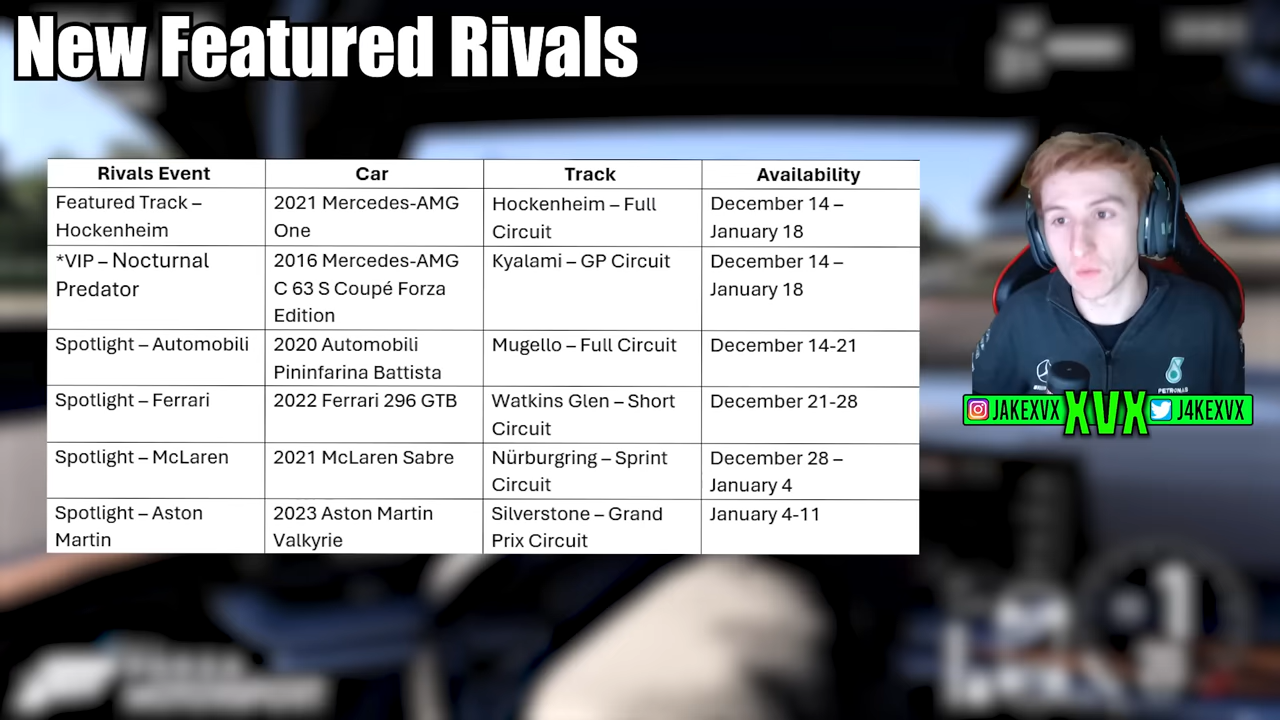 New Featured Rivals
Rivals Event Car Track Availability
Featured Track – 2021 Mercedes-AMG Hockenheim – Full December 14 –
Hockenheim One Circuit January 18
*VIP – Nocturnal 2016 Mercedes-AMG Kyalami – GP Circuit December 14 –
Predator C 63 S Coupé Forza January 18
Edition
Spotlight – Automobili 2020 Automobili Mugello – Full Circuit December 14-21
Pininfarina Battista
Spotlight – Ferrari 2022 Ferrari 296 GTB Watkins Glen – Short December 21-28
Circuit
Spotlight – McLaren 2021 McLaren Sabre Nürburgring – Sprint December 28 –
Circuit January 4
Spotlight – Aston 2023 Aston Martin Silverstone – Grand January 4-11
Martin Valkyrie Prix Circuit
PETRONAS
JAKEXVX XVX J4KEXVX